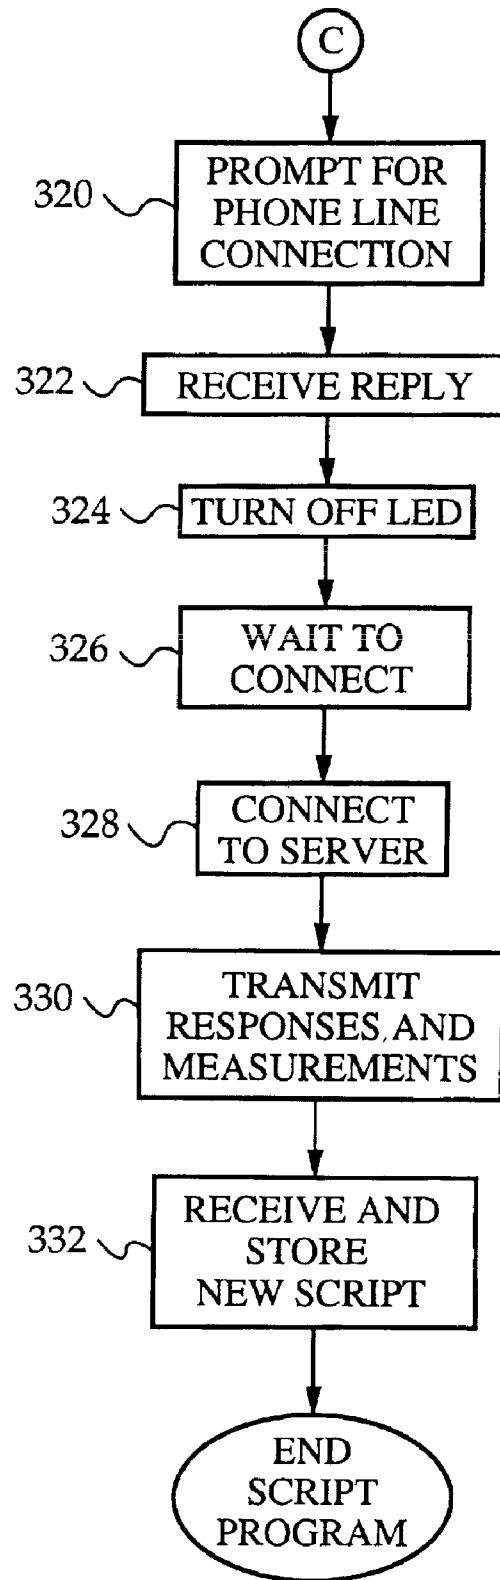 C
320
PROMPT FOR
PHONE LINE
CONNECTION
322
RECEIVE REPLY
324
TURN OFF LED
326
WAIT TO
CONNECT
328
CONNECT
TO SERVER
330
TRANSMIT
RESPONSES AND
MEASUREMENTS
332
RECEIVE AND
STORE
NEW SCRIPT
END
SCRIPT
PROGRAM